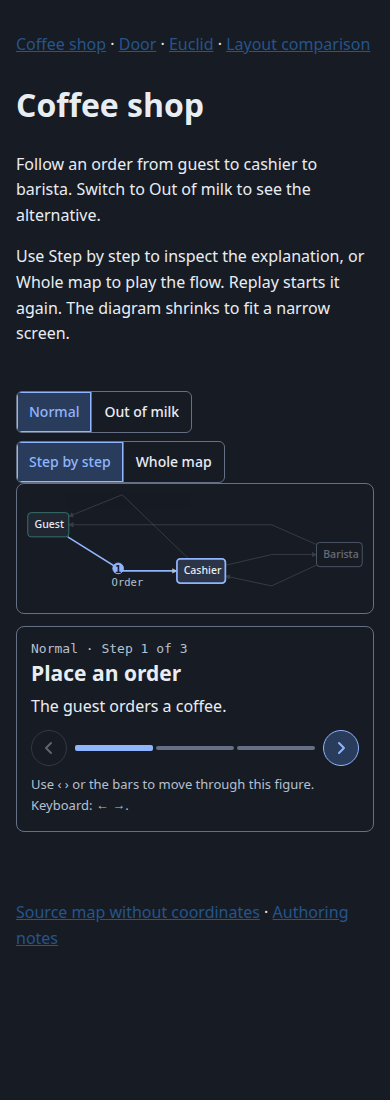 Coffee shop · Door · Euclid · Layout comparison
Coffee shop
Follow an order from guest to cashier to
barista. Switch to Out of milk to see the
alternative.
Use Step by step to inspect the explanation, or
Whole map to play the flow. Replay starts it
again. The diagram shrinks to fit a narrow
screen.
Normal Out of milk
Step by step Whole map
Guest
Barista
1
Cashier
Order
Normal · Step 1 of 3
Place an order
The guest orders a coffee.
Use ‹ › or the bars to move through this figure.
Keyboard: ← →.
Source map without coordinates · Authoring
notes